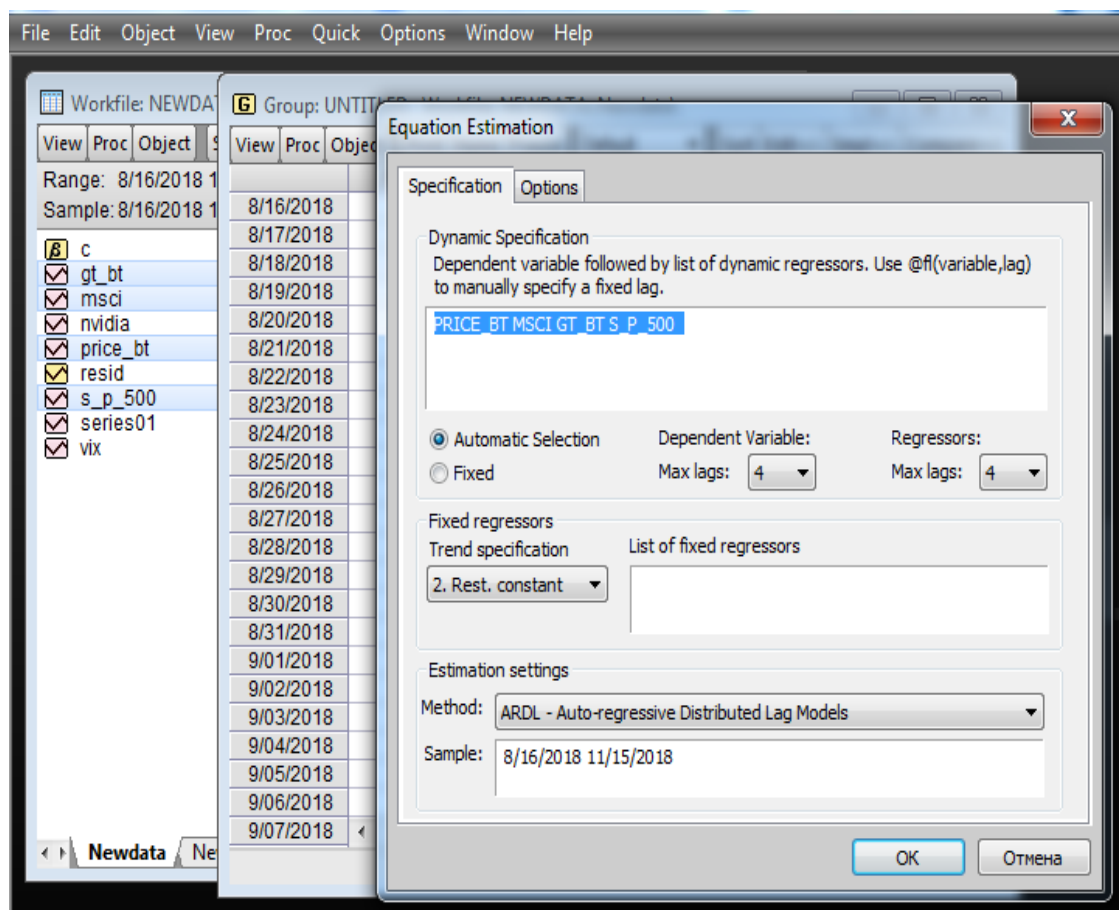 File Edit Object View Proc Quick Options Window Help
Workfile: NEWDA
View Proc Object
Range: 8/16/2018 1
Sample: 8/16/2018 1
c
gt_bt
msci
nvidia
price_bt
resid
s_p_500
series01
vix
Newdata Ne
Group:
View Proc Objec
8/16/2018
8/17/2018
8/18/2018
8/19/2018
8/20/2018
8/21/2018
8/22/2018
8/23/2018
8/24/2018
8/25/2018
8/26/2018
8/27/2018
8/28/2018
8/29/2018
8/30/2018
8/31/2018
9/01/2018
9/02/2018
9/03/2018
9/04/2018
9/05/2018
9/06/2018
9/07/2018
Equation Estimation
Specification Options
Dynamic Specification
Dependent variable followed by list of dynamic regressors. Use @fl(variable,lag)
to manually specify a fixed lag.
PRICE_BT MSCI GT_BT S_P_500
Automatic Selection
Fixed
Dependent Variable:
Max lags: 4
Regressors:
Max lags: 4
Fixed regressors
Trend specification
2. Rest. constant
List of fixed regressors
Estimation settings
Method: ARDL - Auto-regressive Distributed Lag Models
Sample: 8/16/2018 11/15/2018
OK Отмена